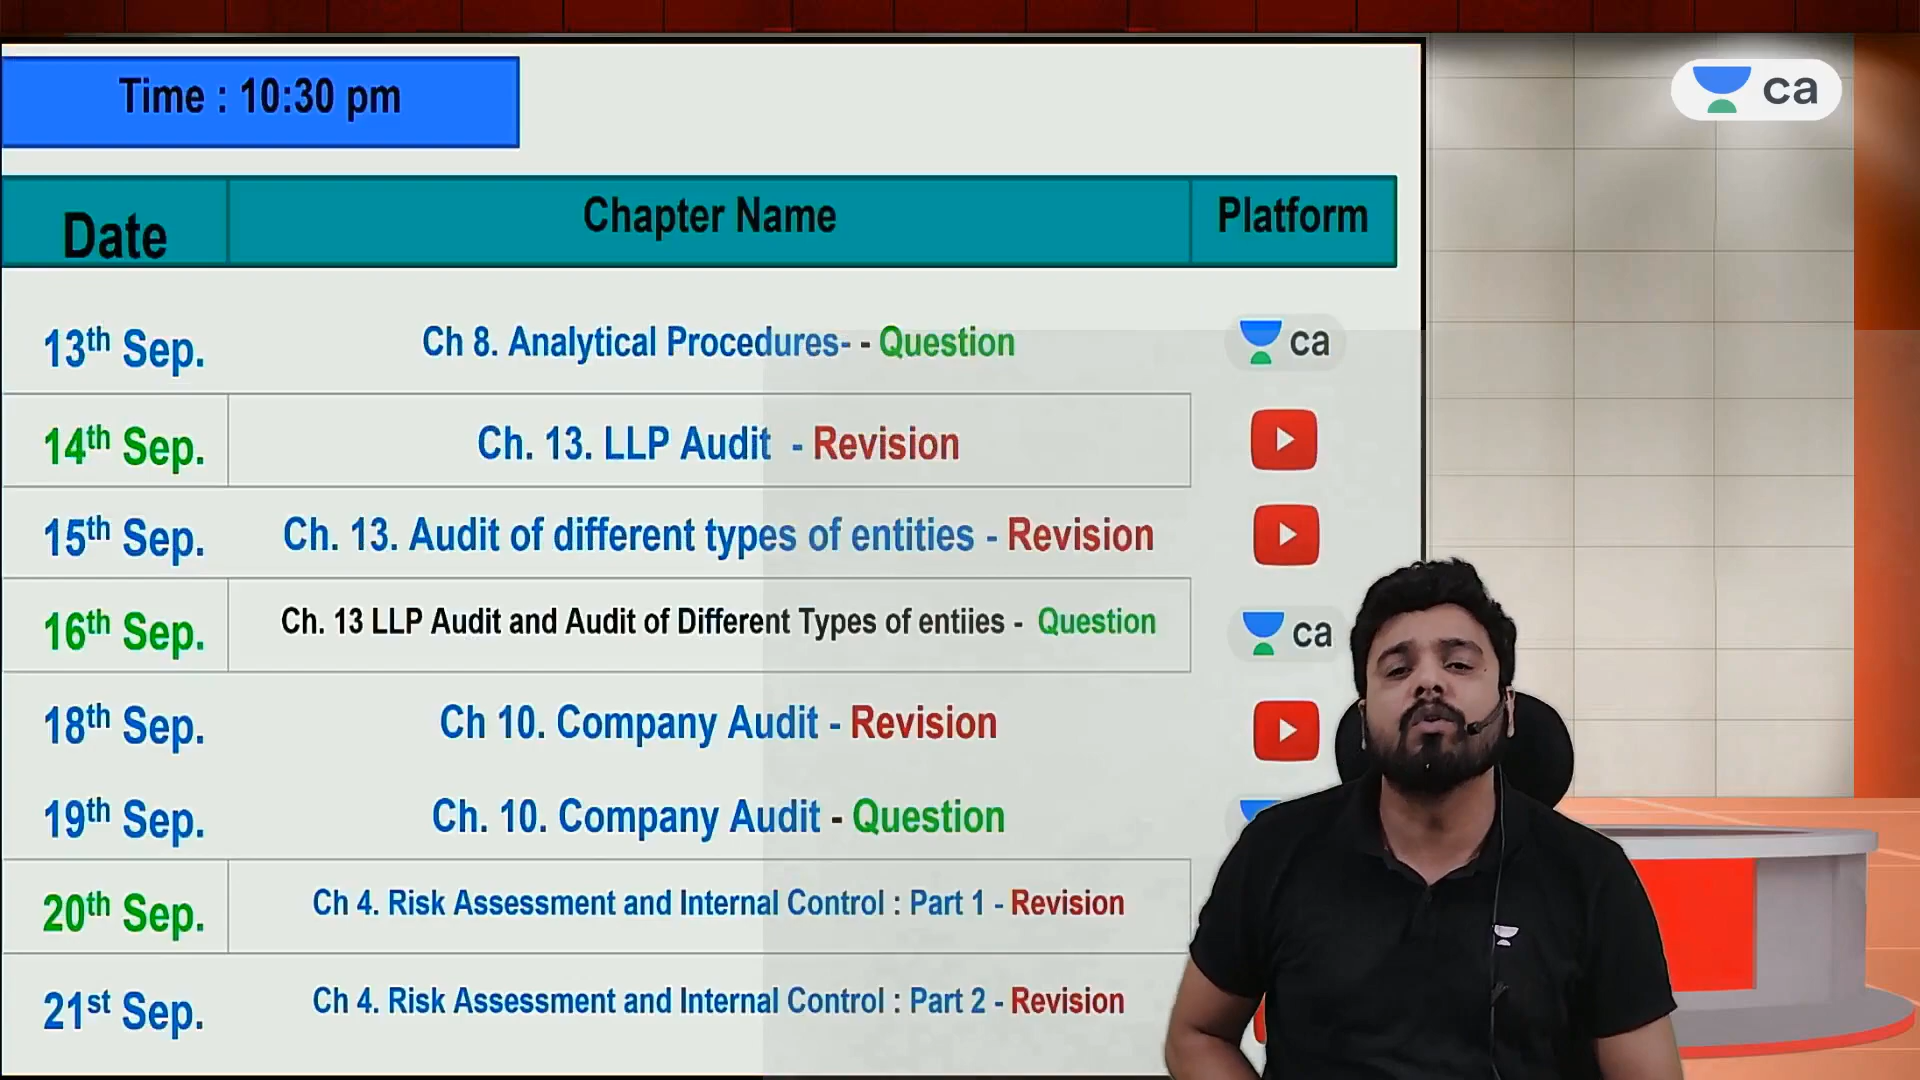 ca
Time : 10:30 pm
Date Chapter Name Platform
13th Sep. Ch 8. Analytical Procedures- - Question ca
14th Sep. Ch. 13. LLP Audit - Revision
15th Sep. Ch. 13. Audit of different types of entities - Revision
16th Sep. Ch. 13 LLP Audit and Audit of Different Types of entiies - Question ca
18th Sep. Ch 10. Company Audit - Revision
19th Sep. Ch. 10. Company Audit - Question
20th Sep. Ch 4. Risk Assessment and Internal Control : Part 1 - Revision
21st Sep. Ch 4. Risk Assessment and Internal Control : Part 2 - Revision